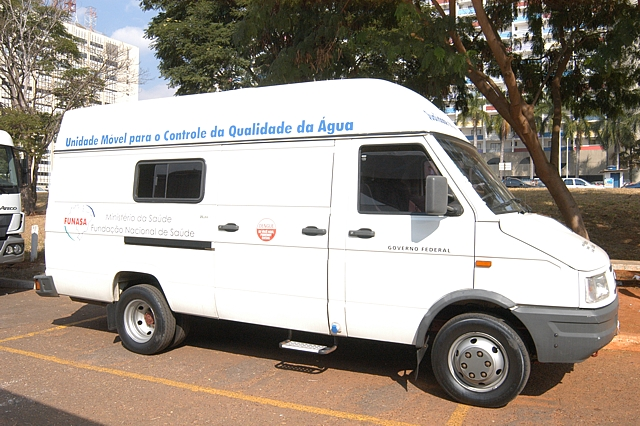 Unidade Móvel para o Controle da Qualidade da Água
FUNASA
Ministério da Saúde
Fundação Nacional de Saúde
GOVERNO FEDERAL